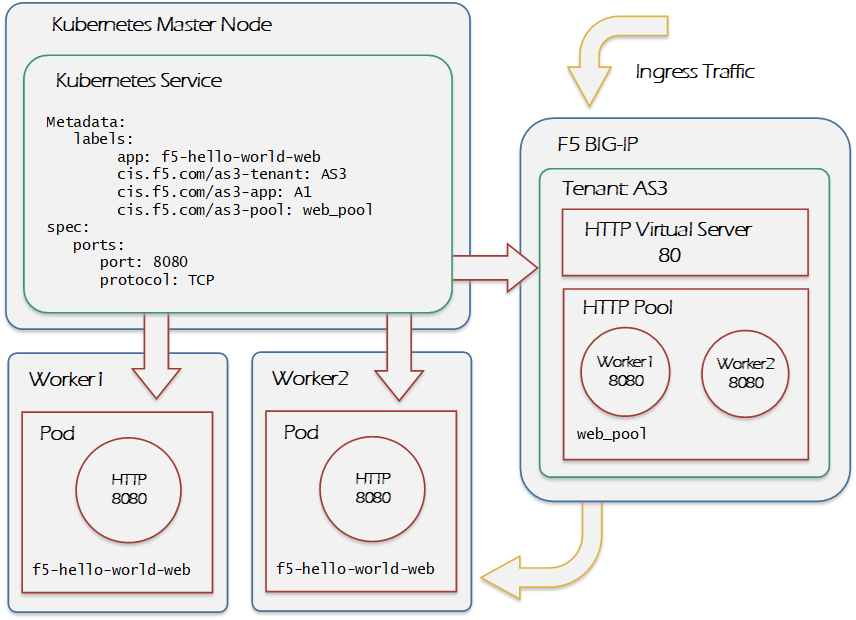 Kubernetes Master Node
Kubernetes Service
Metadata:
labels:
app: f5-hello-world-web
cis.f5.com/as3-tenant: AS3
cis.f5.com/as3-app: A1
cis.f5.com/as3-pool: web_pool
spec:
ports:
port: 8080
protocol: TCP
Ingress Traffic
F5 BIG-IP
Tenant: AS3
HTTP Virtual Server
80
HTTP Pool
Worker1
8080
Worker2
8080
web_pool
Worker1
Pod
HTTP
8080
f5-hello-world-web
Worker2
Pod
HTTP
8080
f5-hello-world-web